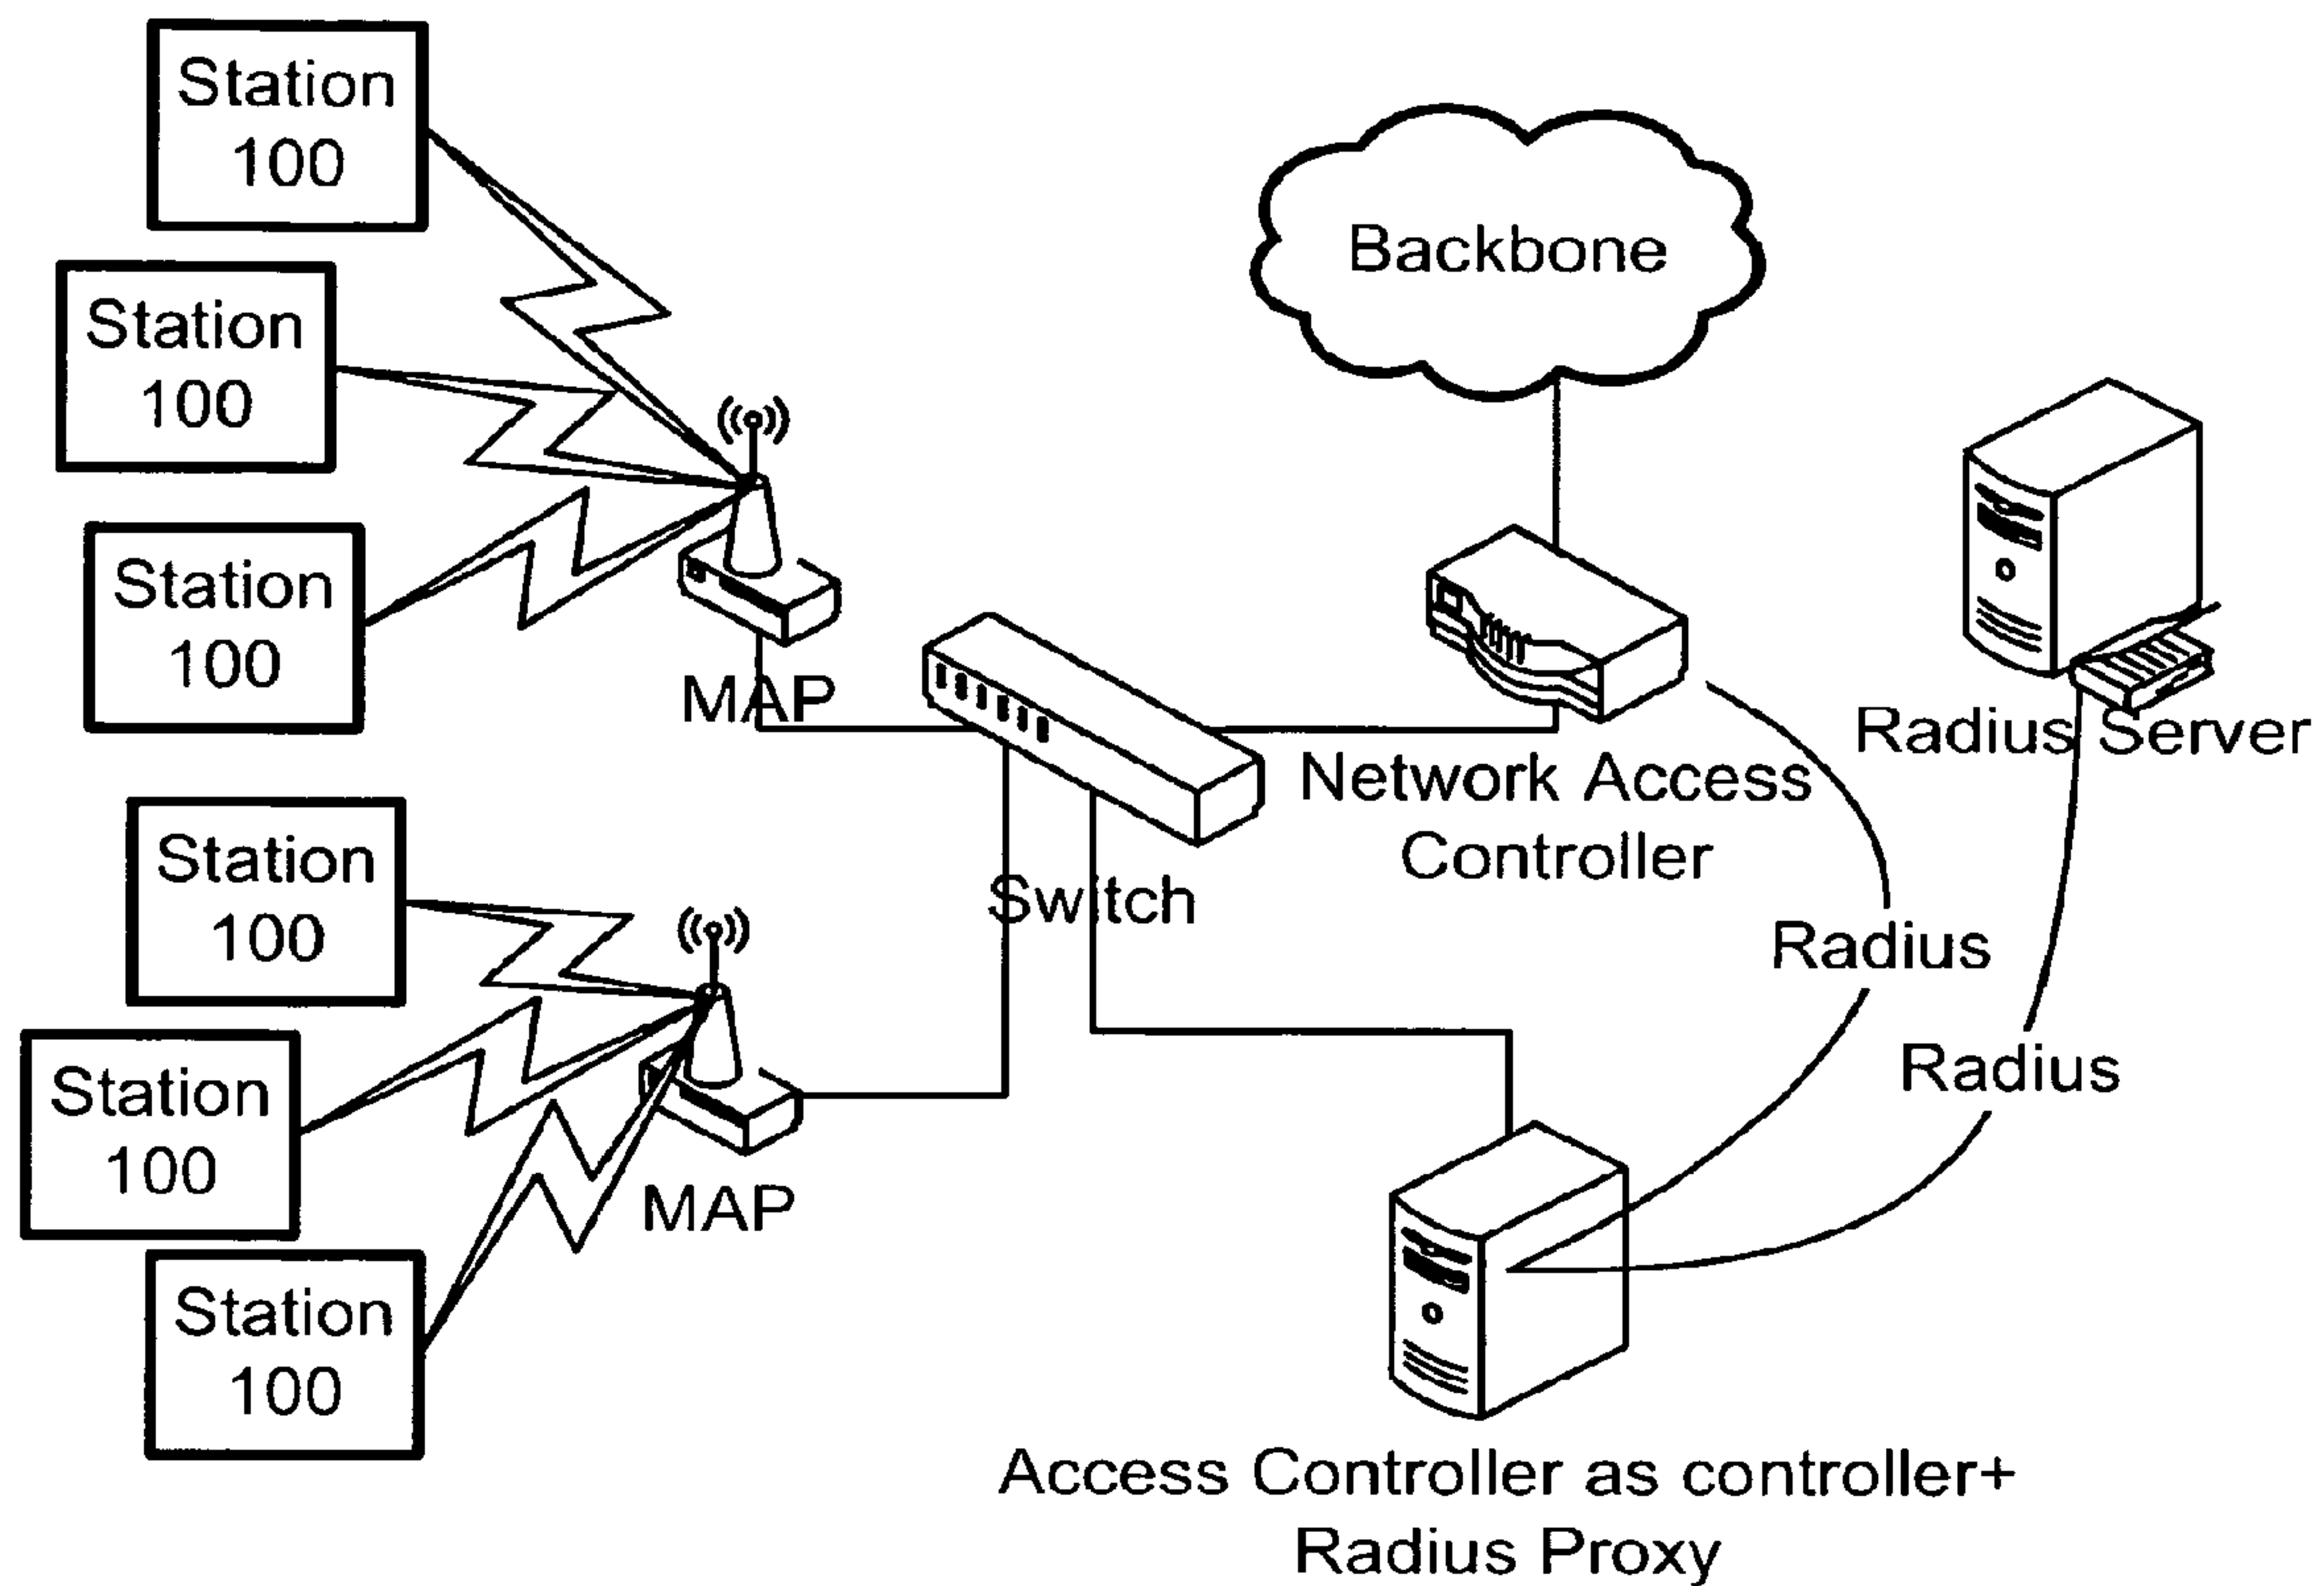 Station
100
Station
100
Station
100
MAP
Station
100
Station
100
Station
100
MAP
Switch
Backbone
Network Access
Controller
Radius Server
Radius
Radius
Access Controller as controller+
Radius Proxy